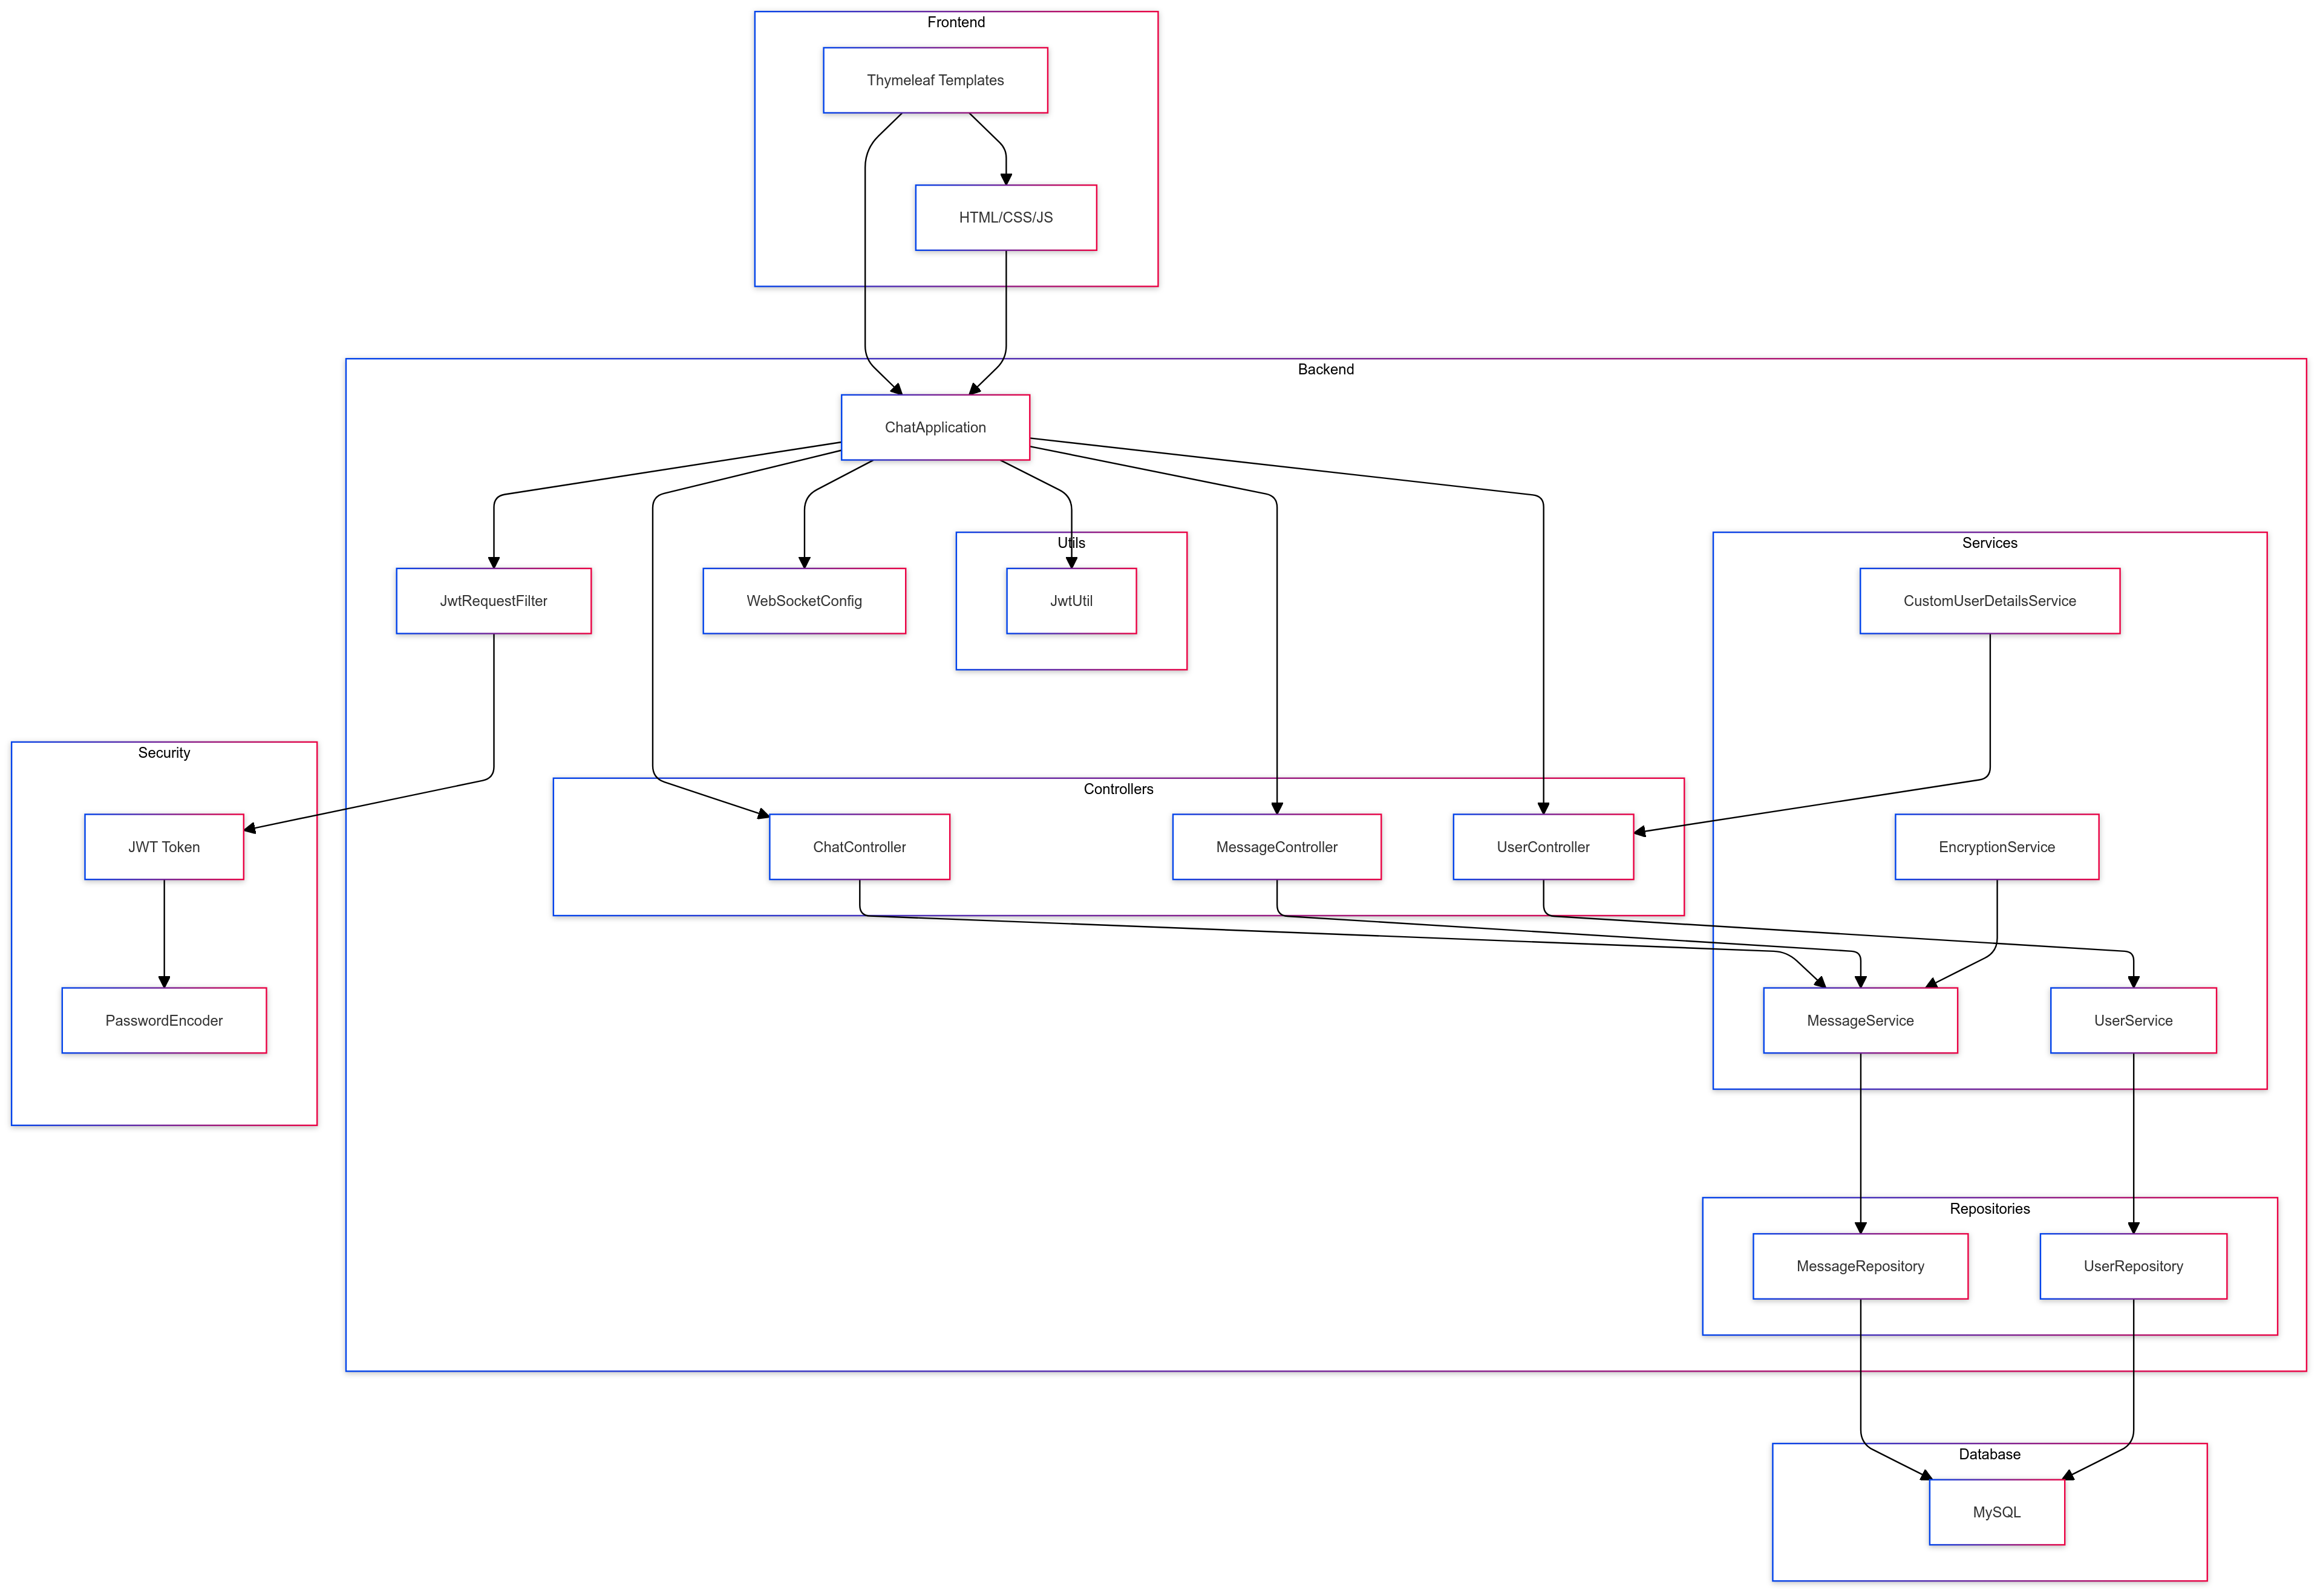 Frontend
Thymeleaf Templates
HTML/CSS/JS
Backend
ChatApplication
Utils
Services
JwtRequestFilter
WebSocketConfig
JwtUtil
CustomUserDetailsService
Security
Controllers
JWT Token
ChatController
MessageController
UserController
EncryptionService
PasswordEncoder
MessageService
UserService
Repositories
MessageRepository
UserRepository
Database
MySQL